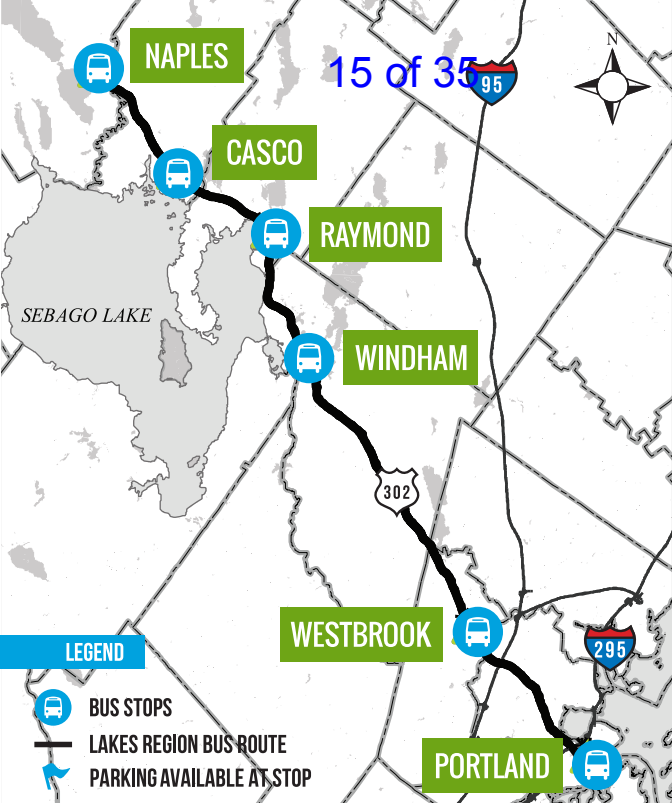 NAPLES
15 of 35
95
N
CASCO
RAYMOND
SEBAGO LAKE
WINDHAM
302
WESTBROOK
295
LEGEND
BUS STOPS
LAKES REGION BUS ROUTE
PARKING AVAILABLE AT STOP
PORTLAND